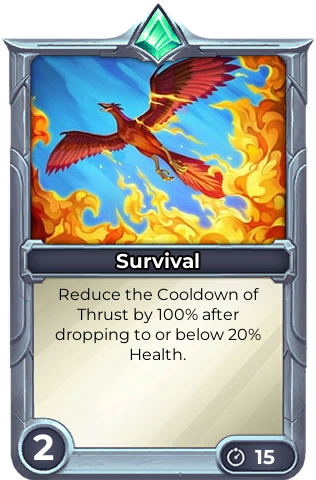 Survival
Reduce the Cooldown of
Thrust by 100% after
dropping to or below 20%
Health.
2
15